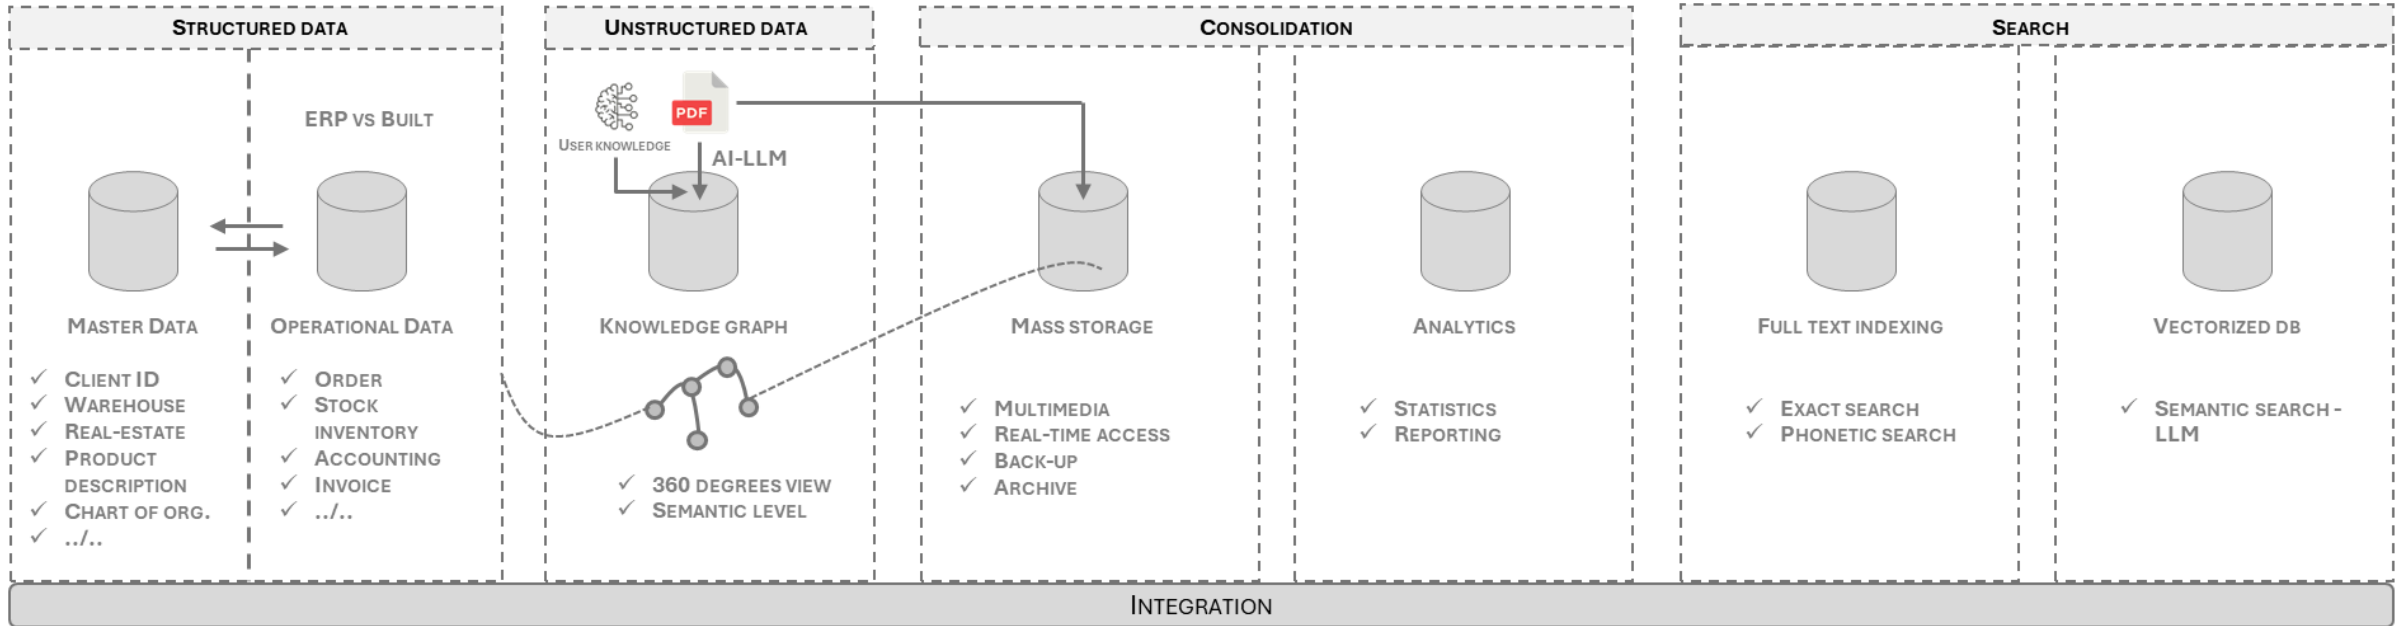 STRUCTURED DATA
ERP VS BUILT
MASTER DATA
CLIENT ID
WAREHOUSE
REAL-ESTATE
PRODUCT
DESCRIPTION
CHART OF ORG.
../..
OPERATIONAL DATA
ORDER
STOCK
INVENTORY
ACCOUNTING
INVOICE
../..
UNSTRUCTURED DATA
USER KNOWLEDGE
PDF
AI-LLM
KNOWLEDGE GRAPH
360 DEGREES VIEW
SEMANTIC LEVEL
CONSOLIDATION
MASS STORAGE
MULTIMEDIA
REAL-TIME ACCESS
BACK-UP
ARCHIVE
ANALYTICS
STATISTICS
REPORTING
SEARCH
FULL TEXT INDEXING
EXACT SEARCH
PHONETIC SEARCH
VECTORIZED DB
SEMANTIC SEARCH -
LLM
INTEGRATION